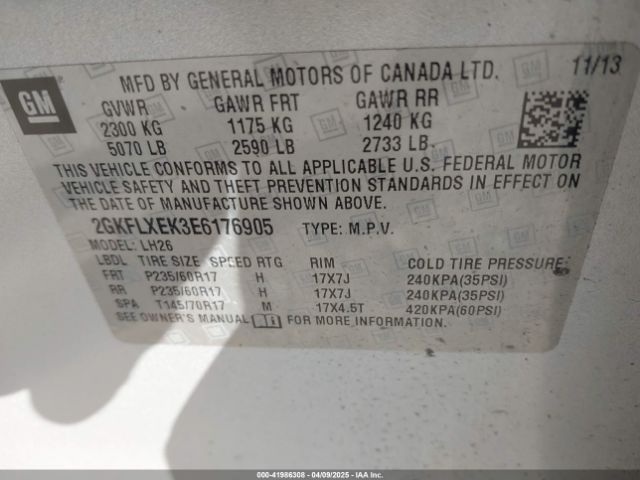 GM
MFD BY GENERAL MOTORS OF CANADA LTD. 11/13
GVWR GAWR FRT GAWR RR
2300 KG 1175 KG 1240 KG
5070 LB 2590 LB 2733 LB
THIS VEHICLE CONFORMS TO ALL APPLICABLE U.S. FEDERAL MOTOR
VEHICLE SAFETY AND THEFT PREVENTION STANDARDS IN EFFECT ON
THE DATE OF MANUFACTURE SHOWN ABOVE.
2GKFLXEK3E6176905 TYPE: M.P.V.
MODEL: LH26
LBDL TIRE SIZE SPEED RTG RIM COLD TIRE PRESSURE
FRT P235/60R17 H 17X7J 240KPA(35PSI)
RR P235/60R17 H 17X7J 240KPA(35PSI)
SPA T145/70R17 M 17X4.5T 420KPA(60PSI)
SEE OWNER'S MANUAL FOR MORE INFORMATION.
000-41986308 - 04/09/2025 - IAA, Inc.